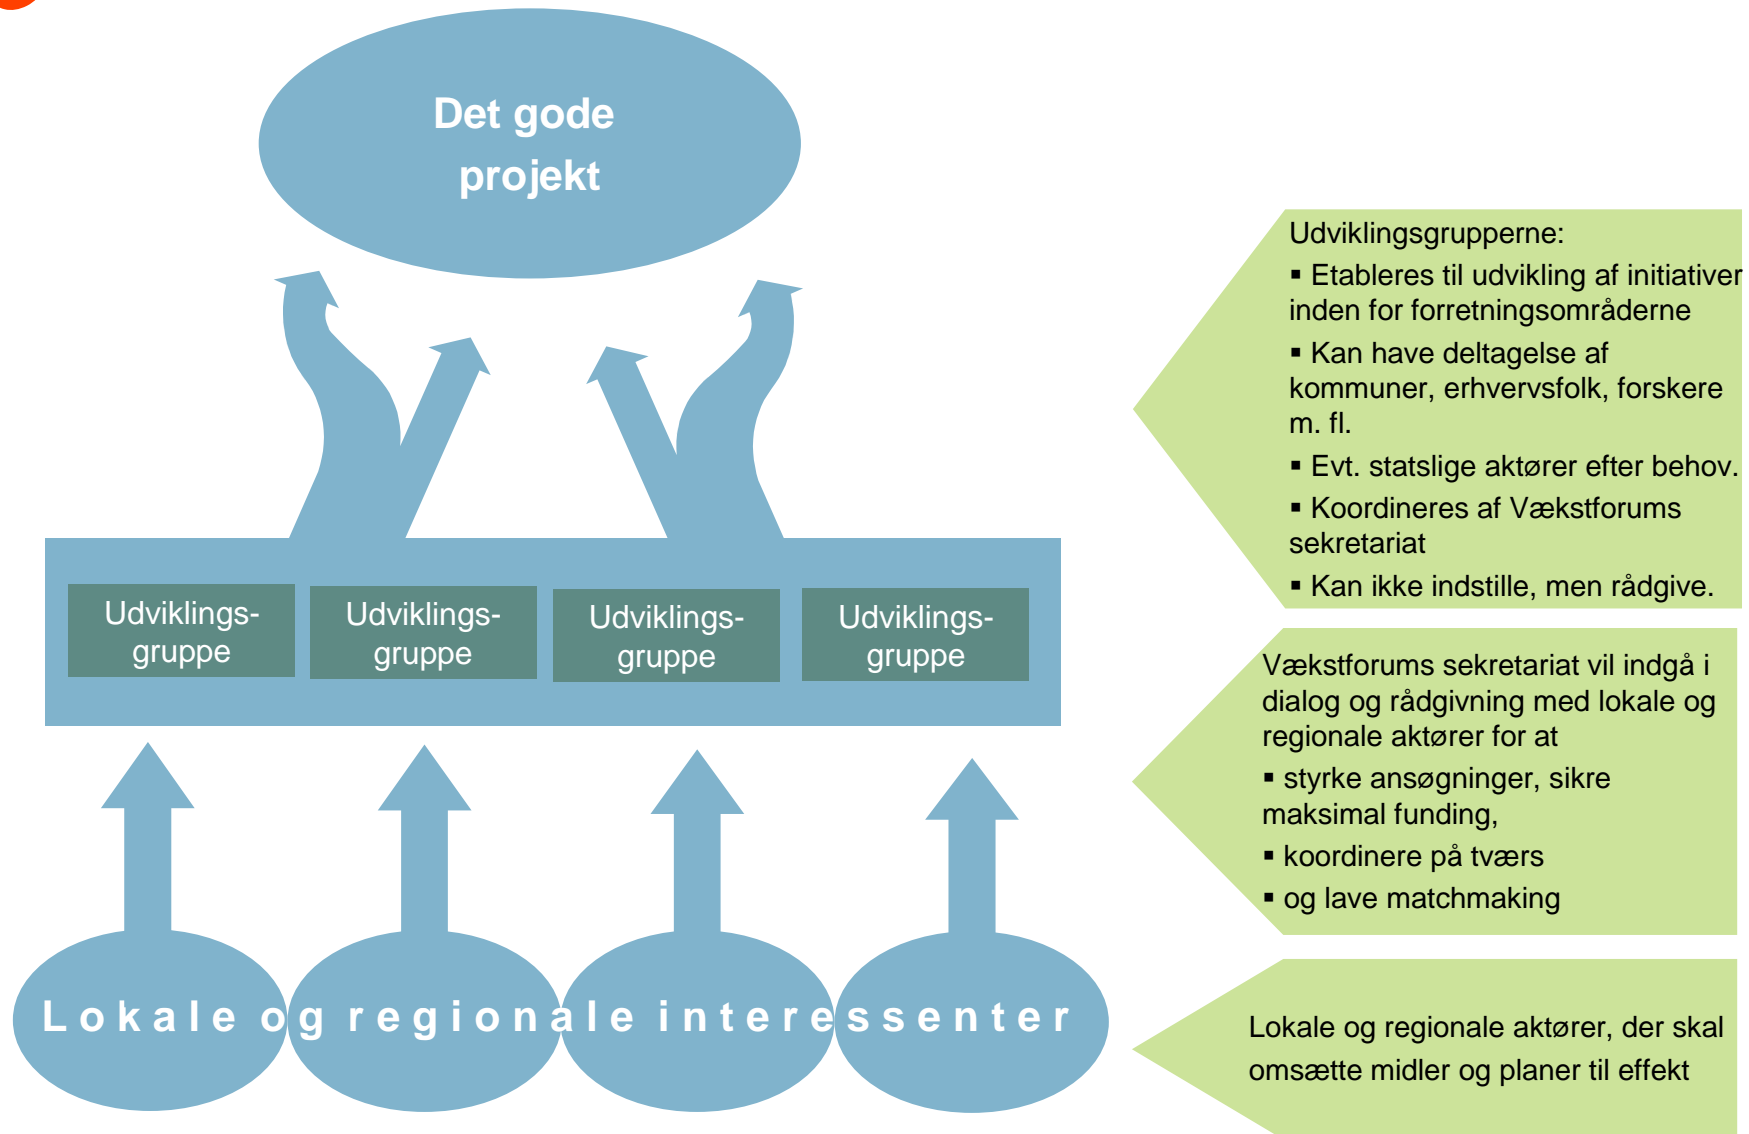 Det gode
projekt
Udviklingsgrupperne:
▪ Etableres til udvikling af initiativer
inden for forretningsområderne
▪ Kan have deltagelse af
kommuner, erhvervsfolk, forskere
m. fl.
▪ Evt. statslige aktører efter behov.
▪ Koordineres af Vækstforums
sekretariat
▪ Kan ikke indstille, men rådgive.
Udviklings-
gruppe
Udviklings-
gruppe
Udviklings-
gruppe
Udviklings-
gruppe
Vækstforums sekretariat vil indgå i
dialog og rådgivning med lokale og
regionale aktører for at
▪ styrke ansøgninger, sikre
maksimal funding,
▪ koordinere på tværs
▪ og lave matchmaking
Lokale og regionale interessenter
Lokale og regionale aktører, der skal
omsætte midler og planer til effekt